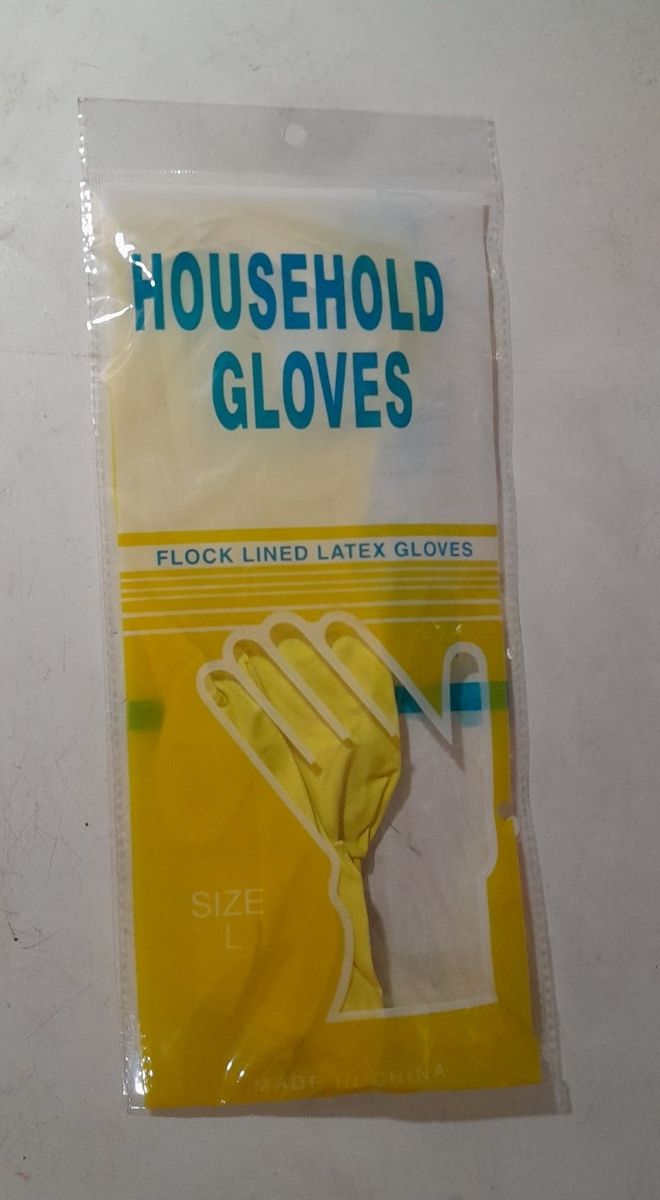 HOUSEHOLD
GLOVES
FLOCK LINED LATEX GLOVES
SIZE
L
MADE IN CHINA